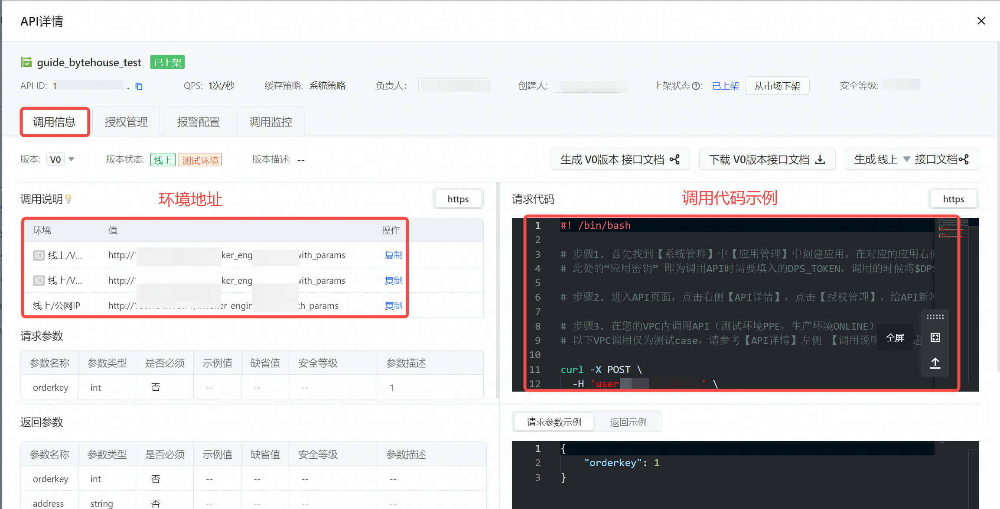 API详情
guide_bytehouse_test 已上架
API ID: 1 QPS: 1次/秒 缓存策略: 系统策略 负责人: 创建人: 上架状态 : 已上架 从市场下架 安全等级:
调用信息 授权管理 报警配置 调用监控
版本: V0 版本状态: 线上 测试环境 版本描述: -- 生成 V0版本 接口文档 下载 V0版本接口文档 生成 线上 接口文档
调用说明 环境地址 https
环境 值 操作
ID 线上/V... http:// ker_eng with_params 复制
ID 线上/V... http:// ker_eng with_params 复制
线上/公网IP http:// ker_engin th_params 复制
请求参数
参数名称 参数类型 是否必须 示例值 缺省值 安全等级 参数描述
orderkey int 否 -- -- -- 1
返回参数
参数名称 参数类型 是否必须 示例值 缺省值 安全等级 参数描述
orderkey int 否 -- -- -- --
address string 否 -- -- -- --
请求代码 调用代码示例 https
1 #! /bin/bash
2
3 # 步骤1. 首先找到【系统管理】中【应用管理】中创建应用，在对应的应用右侧
4 # 此处的“应用密钥” 即为调用API时需要填入的DPS_TOKEN，调用的时候将$DPS
5
6 # 步骤2. 进入API页面，点击右侧【API详情】，点击【授权管理】，给API新增
7
8 # 步骤3. 在您的VPC内调用API（测试环境PPE，生产环境ONLINE）
9 # 以下VPC调用仅为测试case，请参考【API详情】左侧 【调用说明 您
10
11 curl -X POST \
12 -H 'user ' \
全屏
请求参数示例 返回示例
1 {
2 "orderkey": 1
3 }